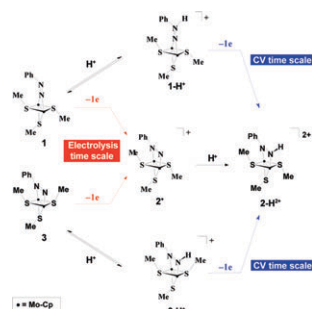 Ph H +
N
N
Me
S S
S Me
Me
H⁺
1-H⁺
–1e
CV time scale
Ph
N
N
Me
S S
S Me
Me
1
–1e
Electrolysis
time scale
Ph +
N N
S S
Me S Me
Me
2⁺
H⁺
Ph 2+
N N H
S S
Me S Me
Me
2-H²⁺
Ph
Me N N Me
S S
S
Me
3
–1e
H⁺
Ph +
Me N N H Me
S S
S
Me
–1e
CV time scale
• = Mo-Cp